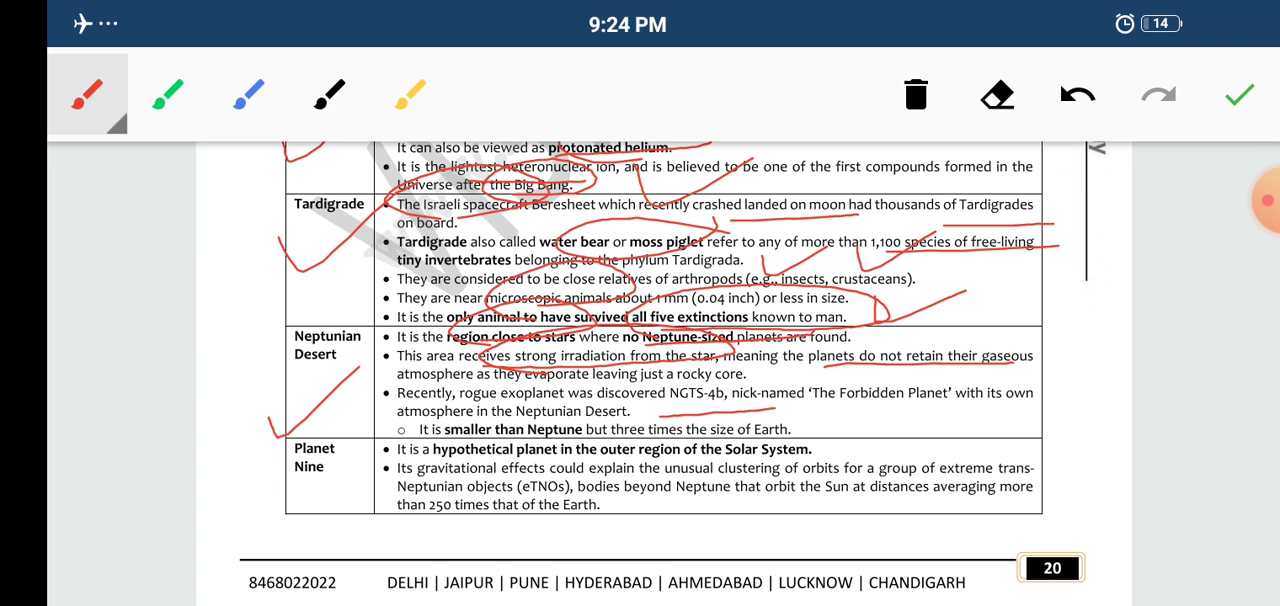 9:24 PM
14
It can also be viewed as protonated helium.
• It is the lightest heteronuclear ion, and is believed to be one of the first compounds formed in the
Universe after the Big Bang.
Tardigrade
• The Israeli spacecraft Beresheet which recently crashed landed on moon had thousands of Tardigrades
on board.
• Tardigrade also called water bear or moss piglet refer to any of more than 1,100 species of free-living
tiny invertebrates belonging to the phylum Tardigrada.
• They are considered to be close relatives of arthropods (e.g., insects, crustaceans).
• They are near microscopic animals about 1 mm (0.04 inch) or less in size.
• It is the only animal to have survived all five extinctions known to man.
Neptunian
Desert
• It is the region close to stars where no Neptune-sized planets are found.
• This area receives strong irradiation from the star, meaning the planets do not retain their gaseous
atmosphere as they evaporate leaving just a rocky core.
• Recently, rogue exoplanet was discovered NGTS-4b, nick-named ‘The Forbidden Planet’ with its own
atmosphere in the Neptunian Desert.
o It is smaller than Neptune but three times the size of Earth.
Planet
Nine
• It is a hypothetical planet in the outer region of the Solar System.
• Its gravitational effects could explain the unusual clustering of orbits for a group of extreme trans-
Neptunian objects (eTNOs), bodies beyond Neptune that orbit the Sun at distances averaging more
than 250 times that of the Earth.
8468022022 DELHI | JAIPUR | PUNE | HYDERABAD | AHMEDABAD | LUCKNOW | CHANDIGARH
20